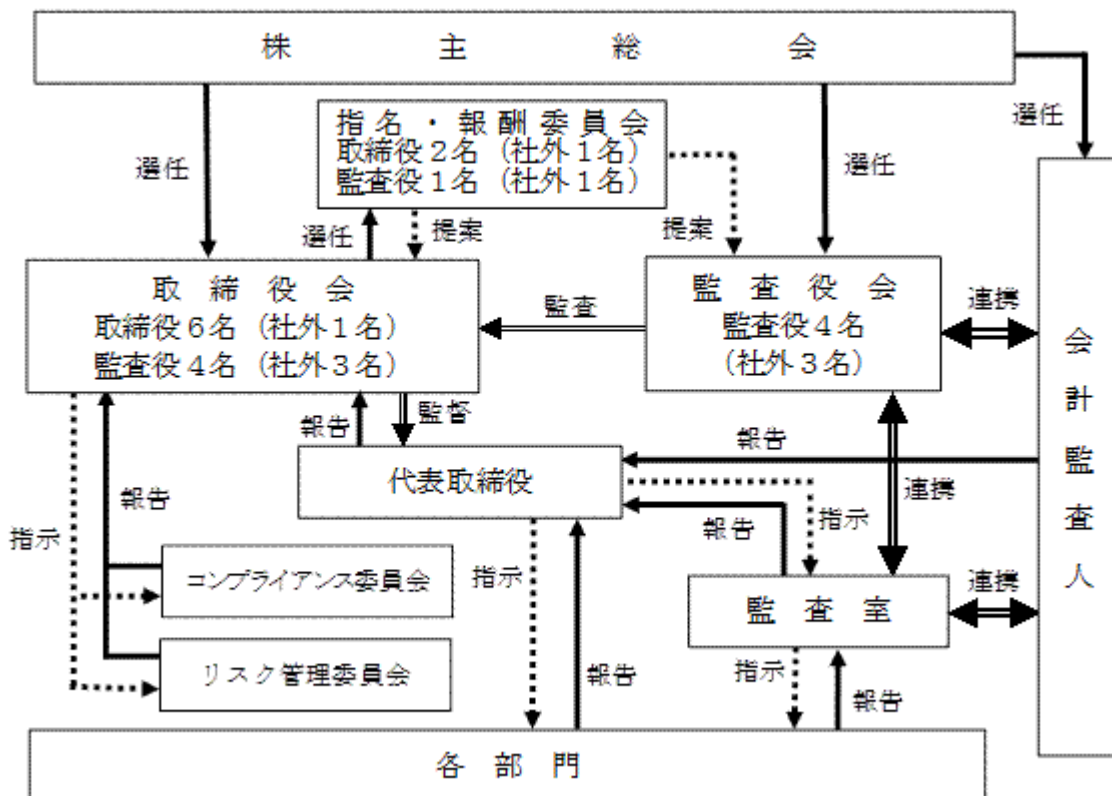 株主総会
選任
指名・報酬委員会
取締役2名(社外1名)
監査役1名(社外1名)
選任
選任
選任
提案
提案
取締役会
取締役6名(社外1名)
監査役4名(社外3名)
監査
監査役会
監査役4名
(社外3名)
連携
会計監査人
報告
監督
報告
代表取締役
連携
報告
指示
報告
指示
コンプライアンス委員会
指示
監査室
連携
リスク管理委員会
報告
指示
報告
各部門